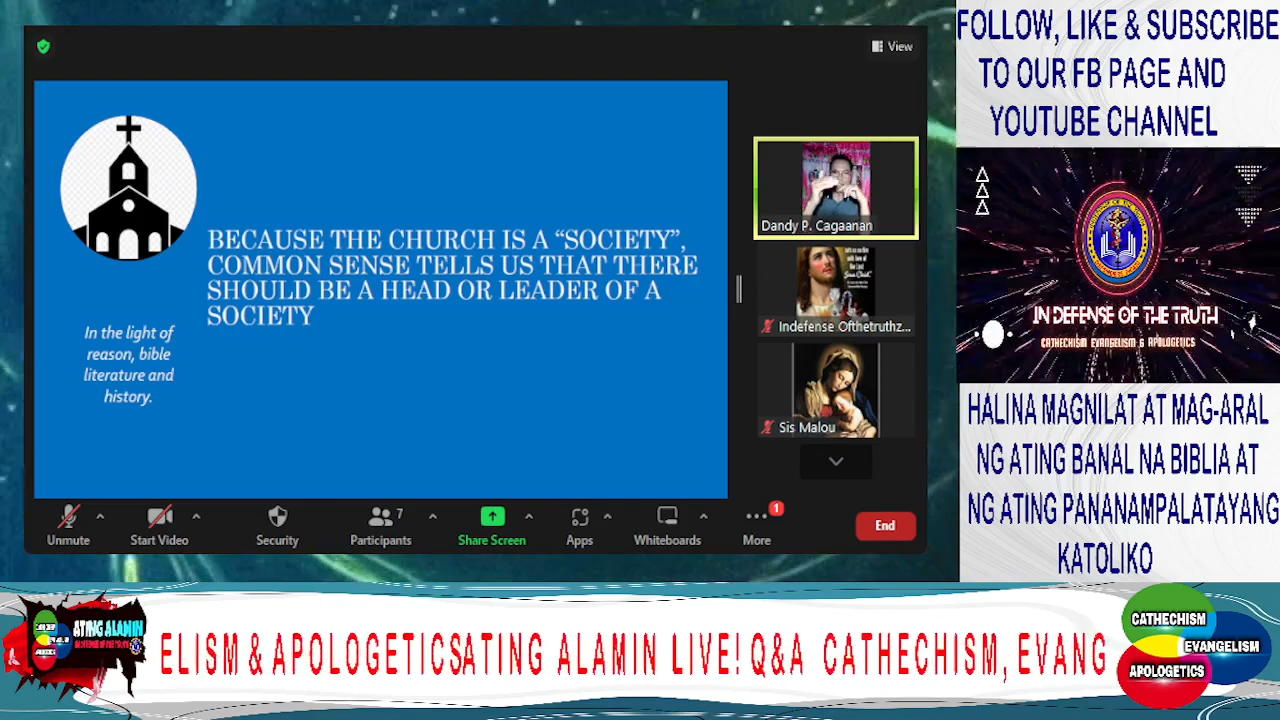 FOLLOW, LIKE & SUBSCRIBE
TO OUR FB PAGE AND
YOUTUBE CHANNEL
View
BECAUSE THE CHURCH IS A “SOCIETY”,
COMMON SENSE TELLS US THAT THERE
SHOULD BE A HEAD OR LEADER OF A
SOCIETY
In the light of
reason, bible
literature and
history.
Dandy P. Cagaanan
Indefense Ofthetruthz...
Sis Malou
IN DEFENSE OF THE TRUTH
CATHECHISM EVANGELISM & APOLOGETICS
HALINA MAGNILAT AT MAG-ARAL
NG ATING BANAL NA BIBLIA AT
NG ATING PANANAMPALATAYANG
KATOLIKO
Unmute
Start Video
Security
7
Participants
Share Screen
Apps
Whiteboards
1
More
End
ATING ALAMIN
ELISM & APOLOGETICSATING ALAMIN LIVE! Q&A CATHECHISM, EVANG
CATHECHISM
EVANGELISM
APOLOGETICS